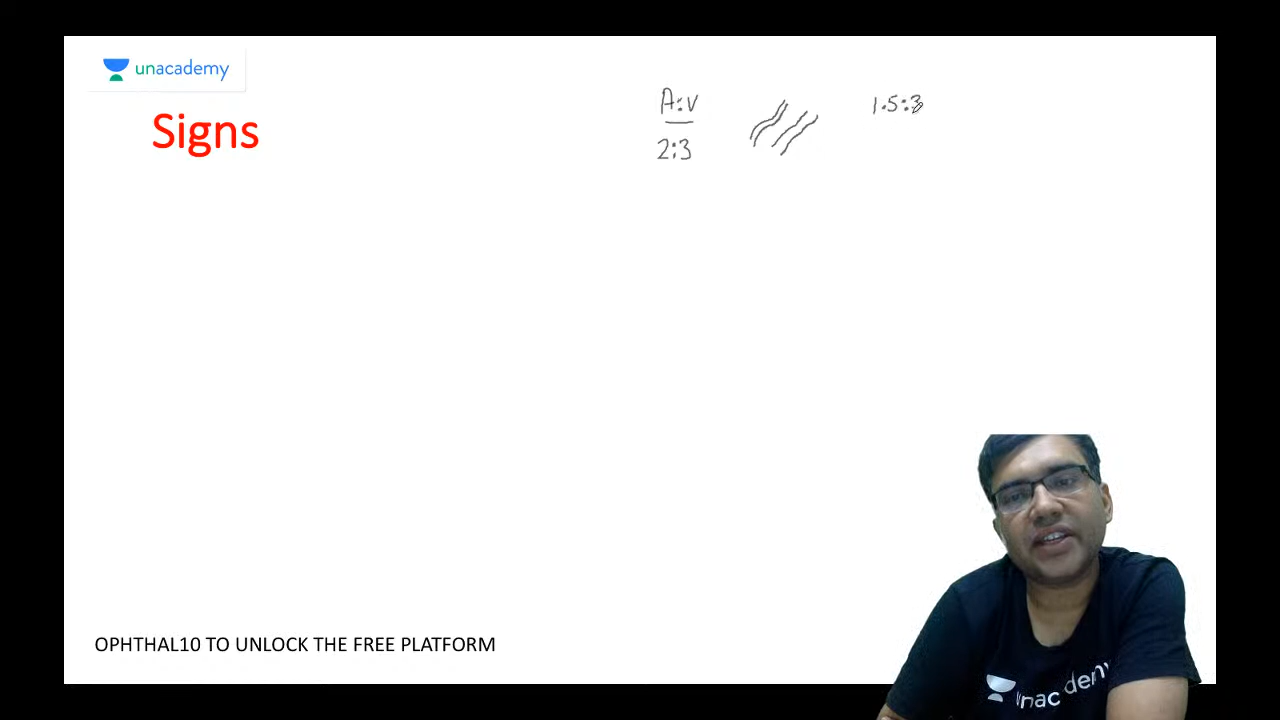 unacademy
Signs
A:V
2:3
1.5:3
OPHTHAL10 TO UNLOCK THE FREE PLATFORM
unacademy